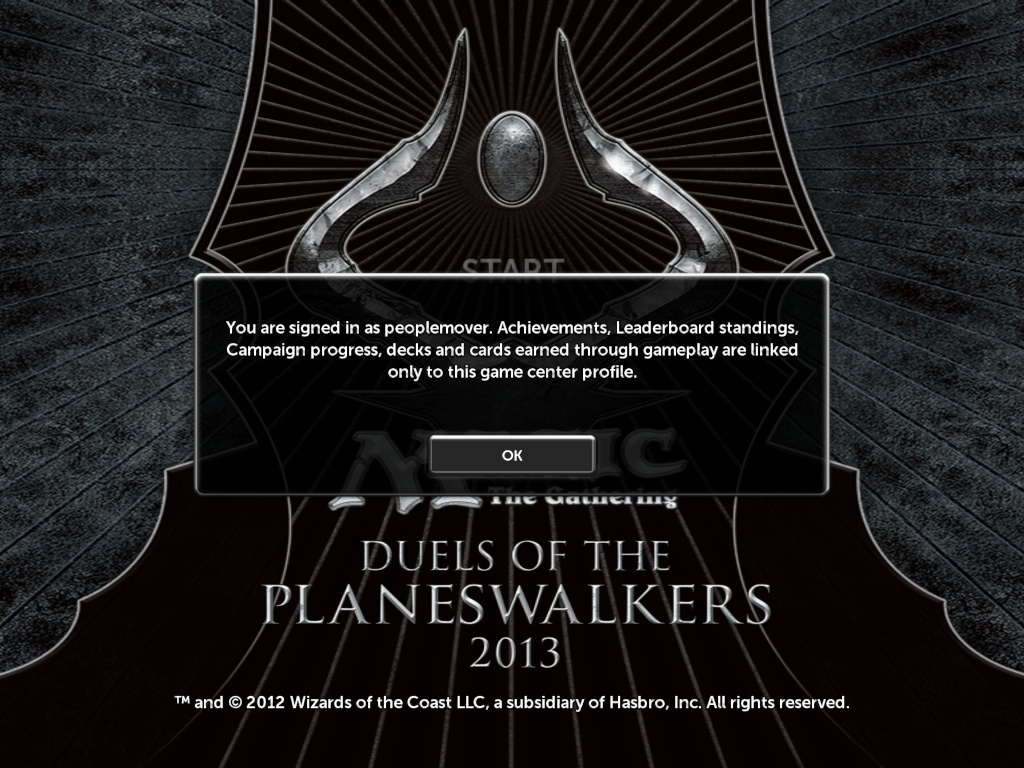 START
You are signed in as peoplemover. Achievements, Leaderboard standings,
Campaign progress, decks and cards earned through gameplay are linked
only to this game center profile.
OK
MAGIC
The Gathering
DUELS OF THE
PLANESWALKERS
2013
™ and © 2012 Wizards of the Coast LLC, a subsidiary of Hasbro, Inc. All rights reserved.